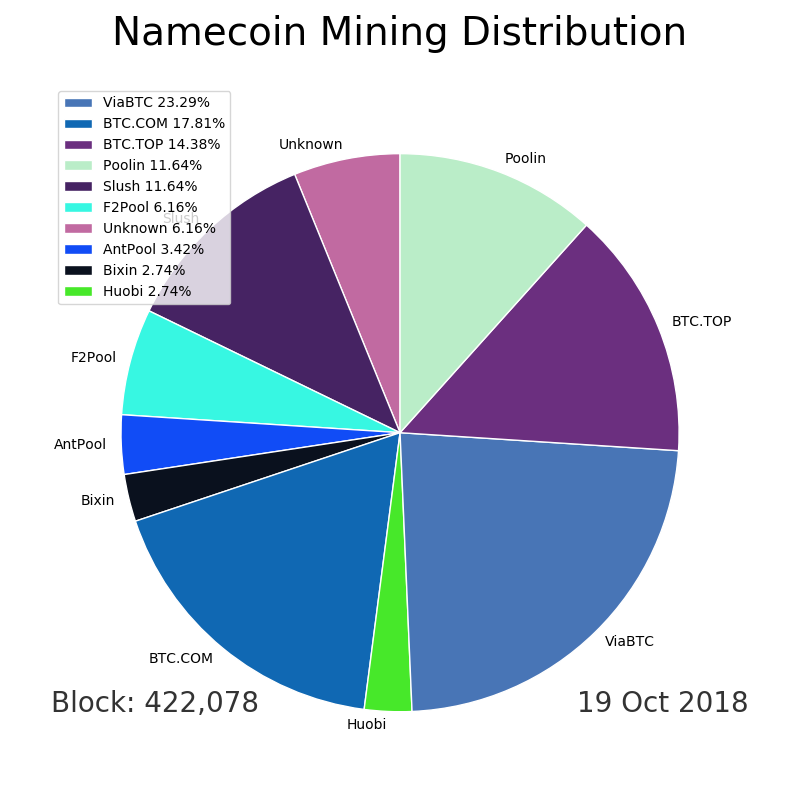 Namecoin Mining Distribution
ViaBTC 23.29%
BTC.COM 17.81%
BTC.TOP 14.38%
Poolin 11.64%
Slush 11.64%
F2Pool 6.16%
Unknown 6.16%
AntPool 3.42%
Bixin 2.74%
Huobi 2.74%
Unknown
Poolin
Slush
BTC.TOP
F2Pool
AntPool
Bixin
ViaBTC
BTC.COM
Huobi
Block: 422,078
19 Oct 2018